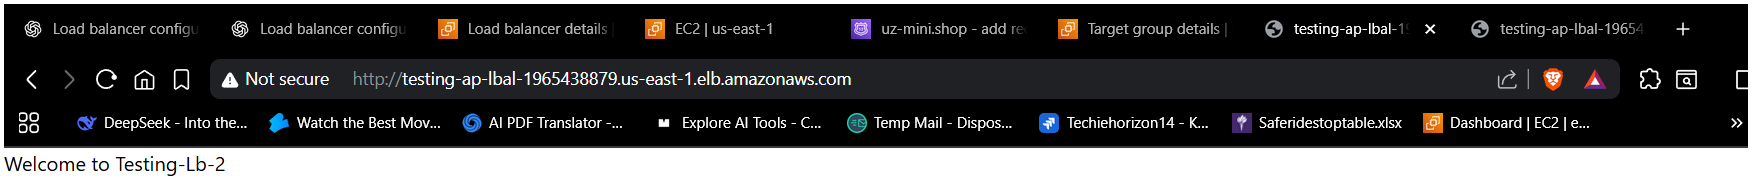 Load balancer configu Load balancer configu Load balancer details | EC2 | us-east-1 uz-mini.shop - add rec Target group details | testing-ap-lbal-19 testing-ap-lbal-19654
Not secure http://testing-ap-lbal-1965438879.us-east-1.elb.amazonaws.com
DeepSeek - Into the... Watch the Best Mov... AI PDF Translator -... Explore AI Tools - C... Temp Mail - Dispos... Techiehorizon14 - K... Saferidestoptable.xlsx Dashboard | EC2 | e...
Welcome to Testing-Lb-2